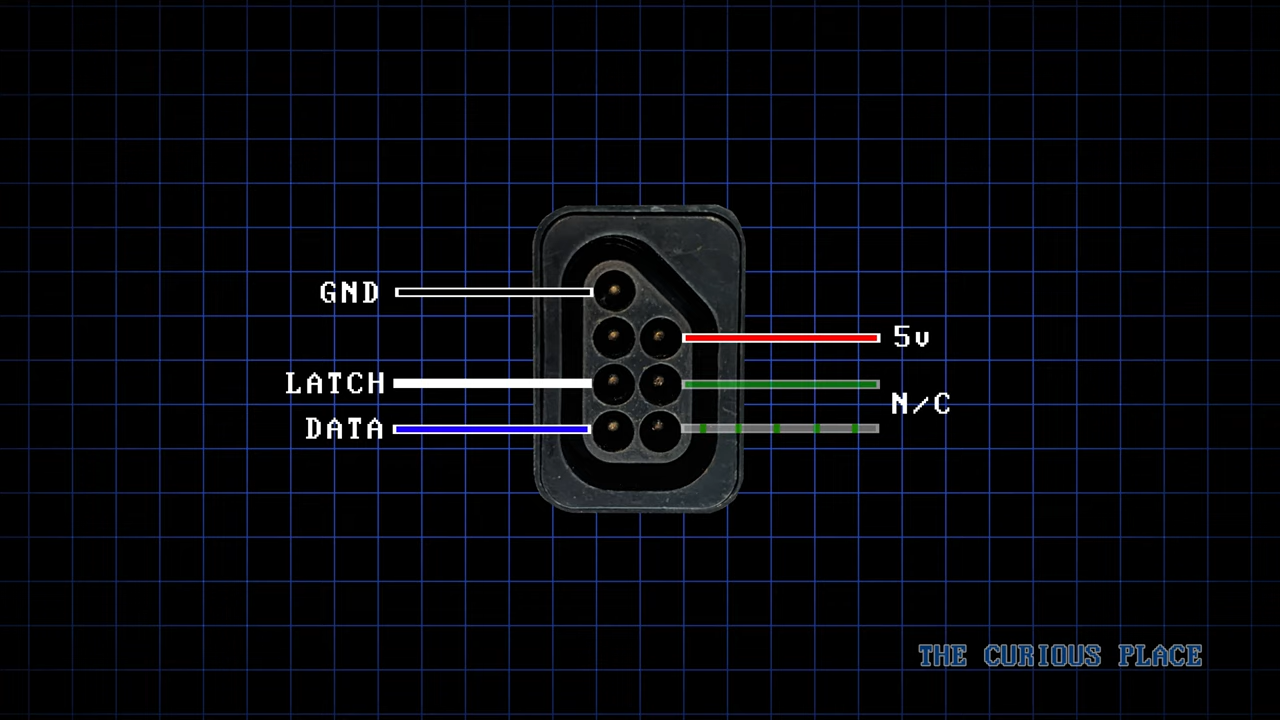 GND
5v
LATCH
N/C
DATA
THE CURIOUS PLACE